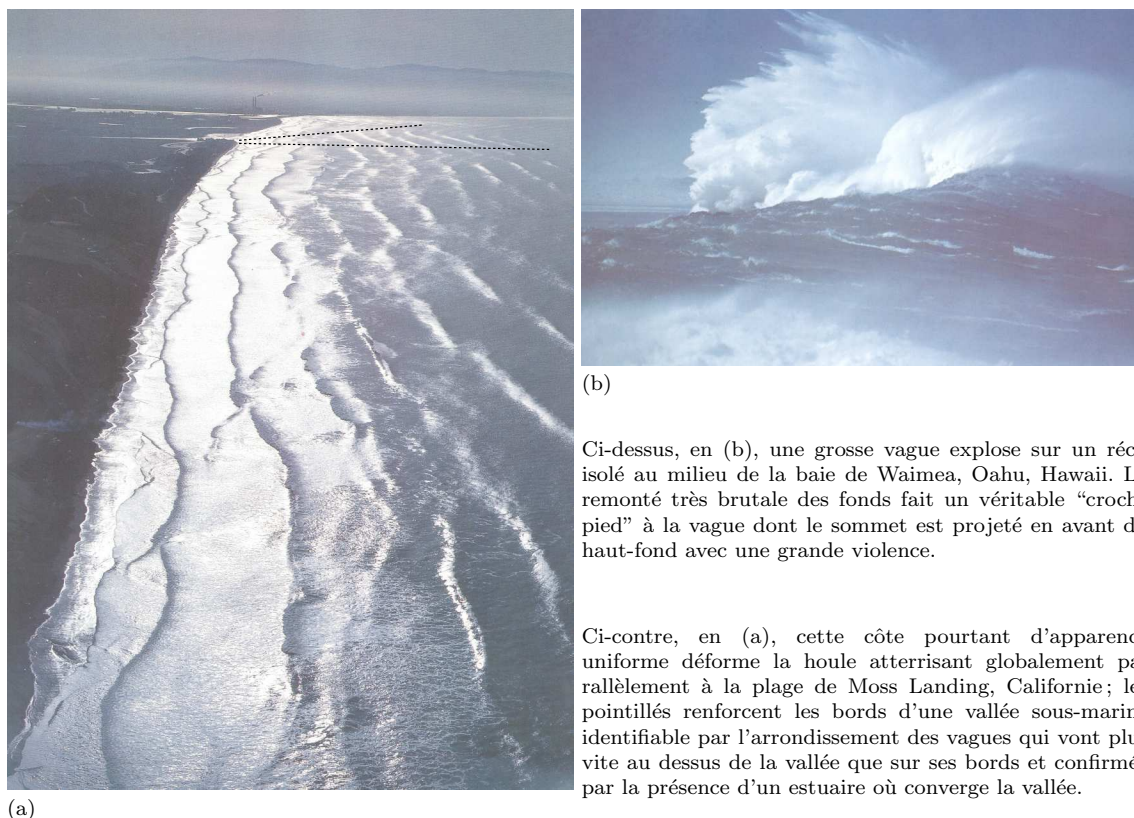 (b)
Ci-dessus, en (b), une grosse vague explose sur un réc
isolé au milieu de la baie de Waimea, Oahu, Hawaii. L
remonté très brutale des fonds fait un véritable “croch
pied” à la vague dont le sommet est projeté en avant d
haut-fond avec une grande violence.
Ci-contre, en (a), cette côte pourtant d'apparenc
uniforme déforme la houle atterrisant globalement pa
rallèlement à la plage de Moss Landing, Californie ; le
pointillés renforcent les bords d'une vallée sous-marin
identifiable par l'arrondissement des vagues qui vont plu
vite au dessus de la vallée que sur ses bords et confirmé
par la présence d'un estuaire où converge la vallée.
(a)